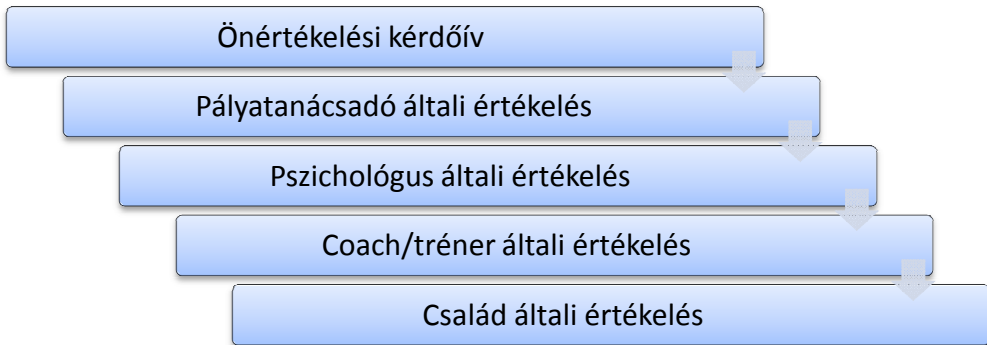 Önértékelési kérdőív
Pályatanácsadó általi értékelés
Pszichológus általi értékelés
Coach/tréner általi értékelés
Család általi értékelés